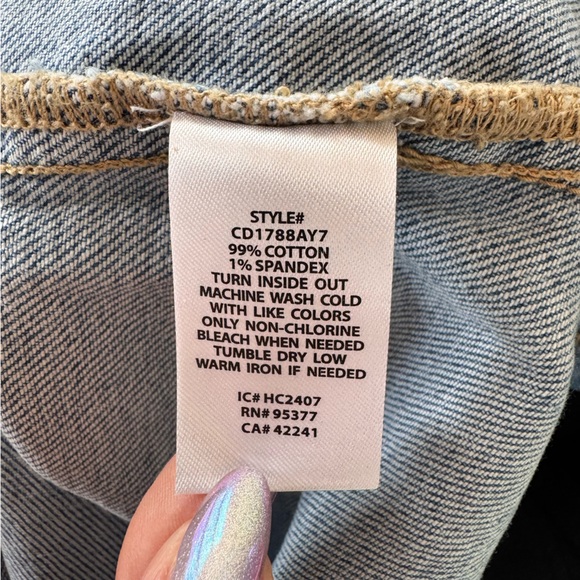 STYLE#
CD1788AY7
99% COTTON
1% SPANDEX
TURN INSIDE OUT
MACHINE WASH COLD
WITH LIKE COLORS
ONLY NON-CHLORINE
BLEACH WHEN NEEDED
TUMBLE DRY LOW
WARM IRON IF NEEDED
IC# HC2407
RN# 95377
CA# 42241